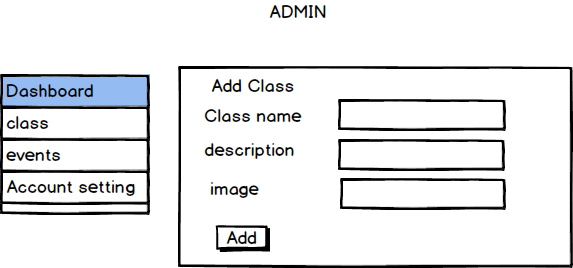 ADMIN
Dashboard
class
events
Account setting
Add Class
Class name
description
image
Add